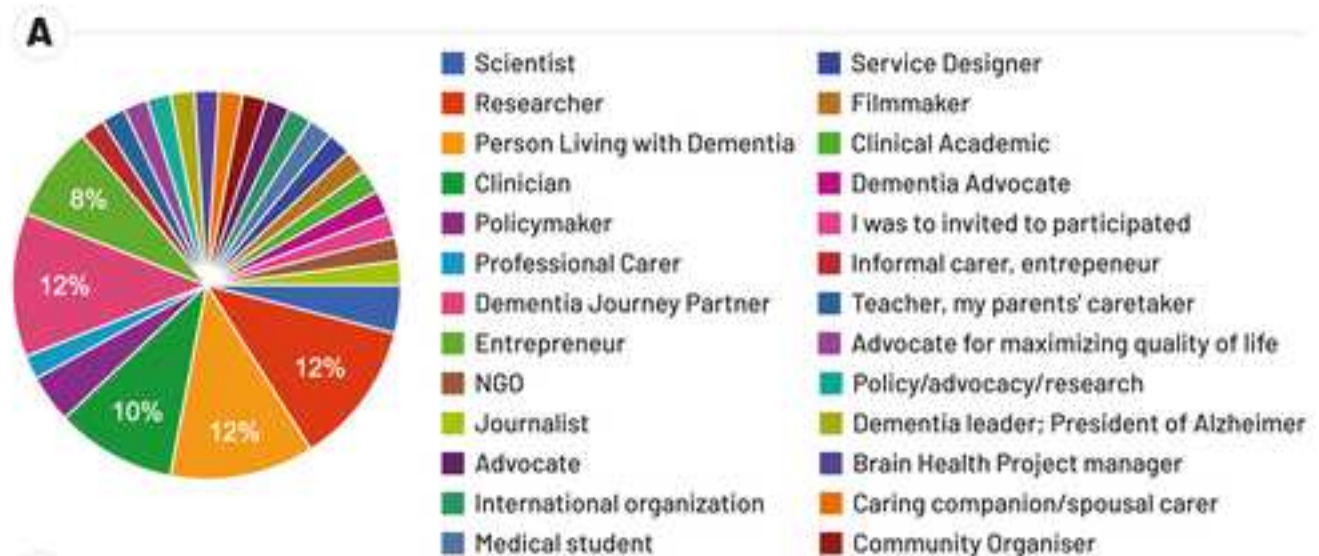 A
Scientist
Researcher
Person Living with Dementia
Clinician
Policymaker
Professional Carer
Dementia Journey Partner
Entrepreneur
NGO
Journalist
Advocate
International organization
Medical student
Service Designer
Filmmaker
Clinical Academic
Dementia Advocate
I was to invited to participated
Informal carer, entrepeneur
Teacher, my parents' caretaker
Advocate for maximizing quality of life
Policy/advocacy/research
Dementia leader; President of Alzheimer
Brain Health Project manager
Caring companion/spousal carer
Community Organiser
8%
12%
12%
10%
12%